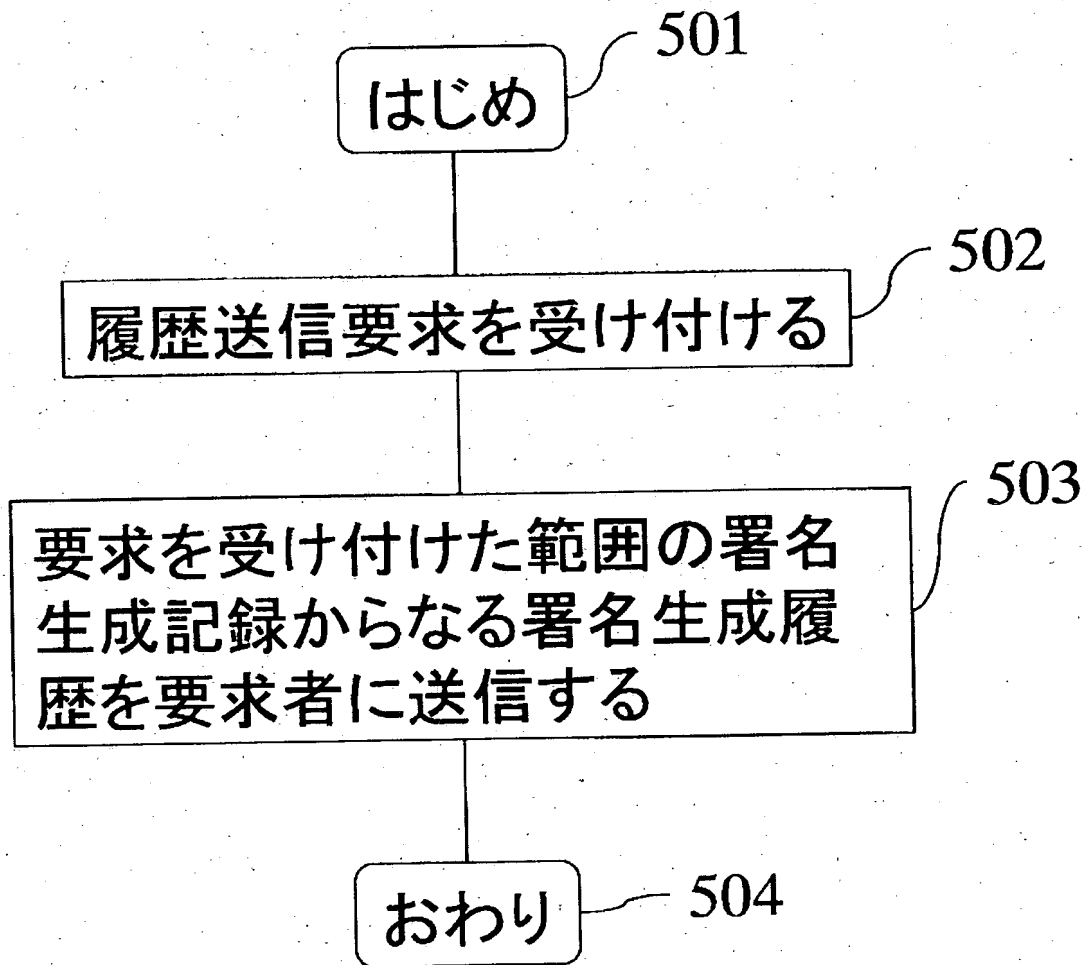 501
はじめ
502
履歴送信要求を受け付ける
503
要求を受け付けた範囲の署名
生成記録からなる署名生成履
歴を要求者に送信する
おわり
504